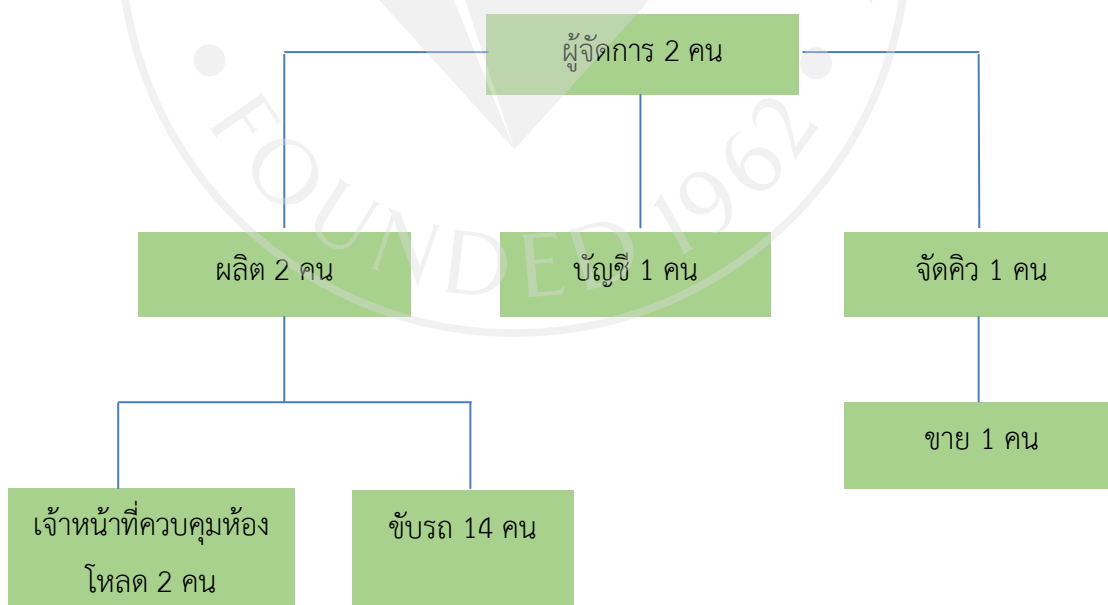 ผู้จัดการ 2 คน
ผลิต 2 คน
บัญชี 1 คน
จัดคิว 1 คน
ขาย 1 คน
เจ้าหน้าที่ควบคุมห้อง
โหลด 2 คน
ขับรถ 14 คน
FOUNDED 1962